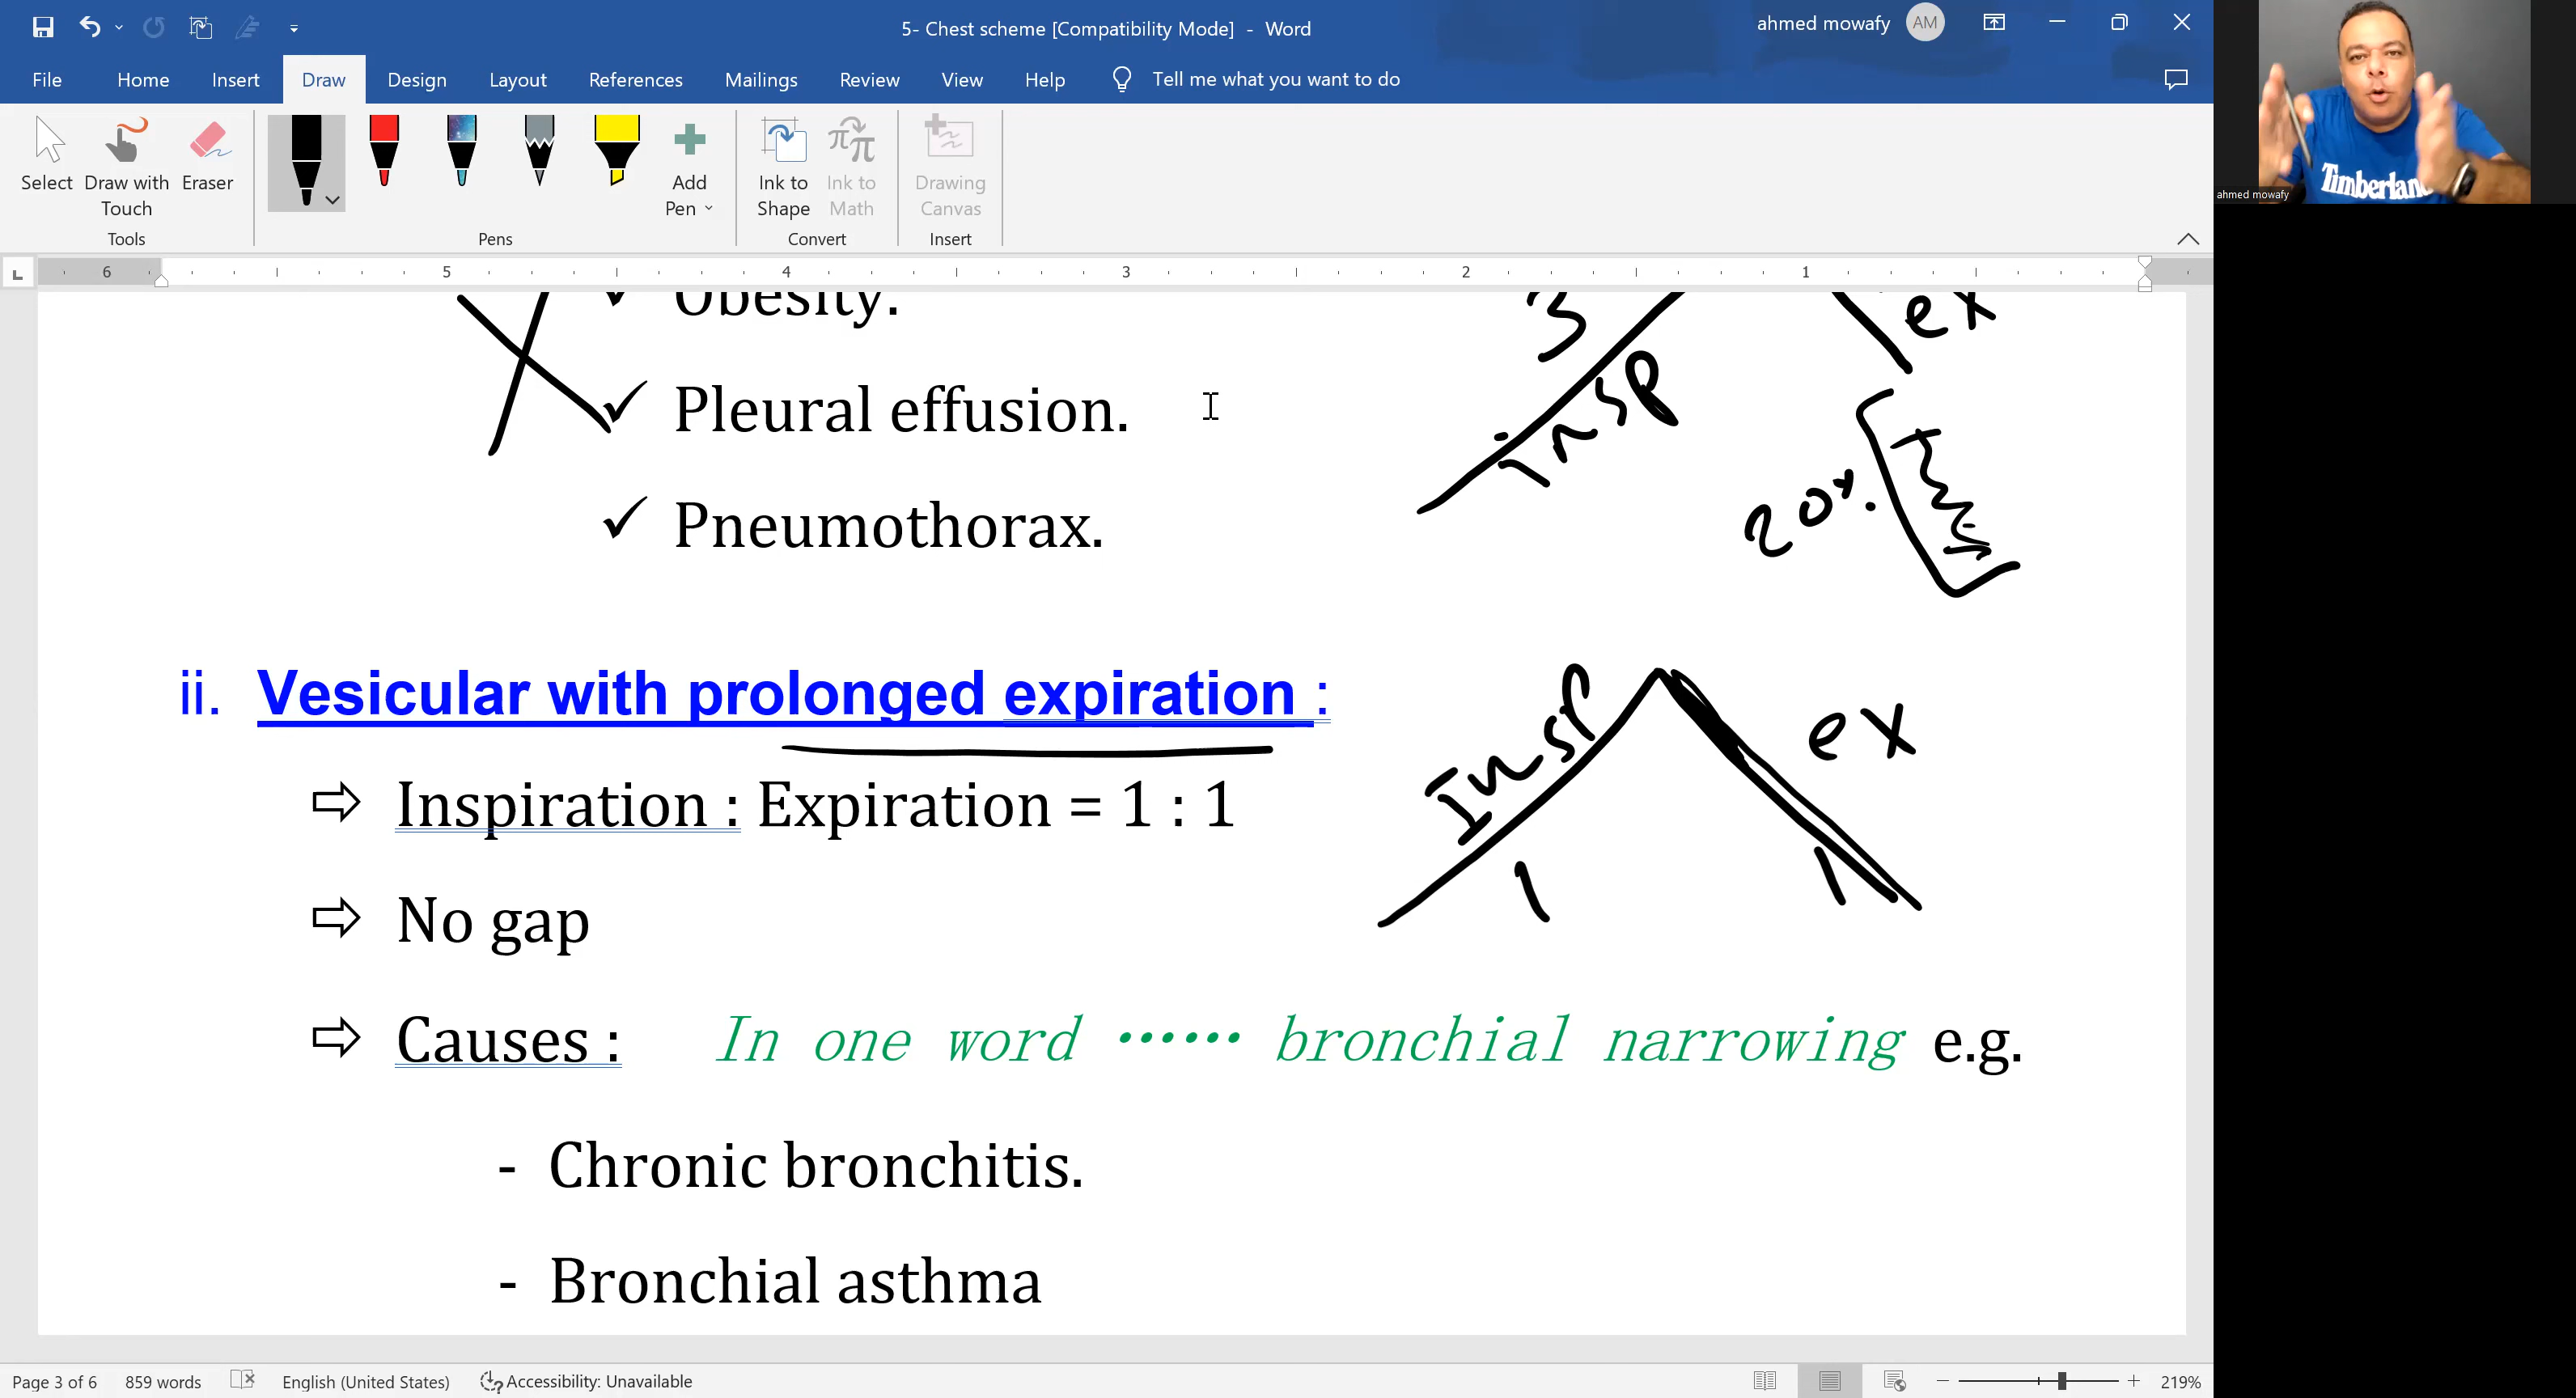 5- Chest scheme [Compatibility Mode] - Word
ahmed mowafy AM
File Home Insert Draw Design Layout References Mailings Review View Help Tell me what you want to do
Select Draw with Touch Eraser Add Pen Ink to Shape Ink to Math Drawing Canvas
Tools Pens Convert Insert
6 5 4 3 2 1
Timberland
ahmed mowafy
✓ Obesity.
3 ex
✓ Pleural effusion.
insp
20%
✓ Pneumothorax.
ii. Vesicular with prolonged expiration :
Insp ex
⇨ Inspiration : Expiration = 1 : 1
1 1
⇨ No gap
⇨ Causes : In one word ...... bronchial narrowing e.g.
- Chronic bronchitis.
- Bronchial asthma
Page 3 of 6 859 words English (United States) Accessibility: Unavailable 219%